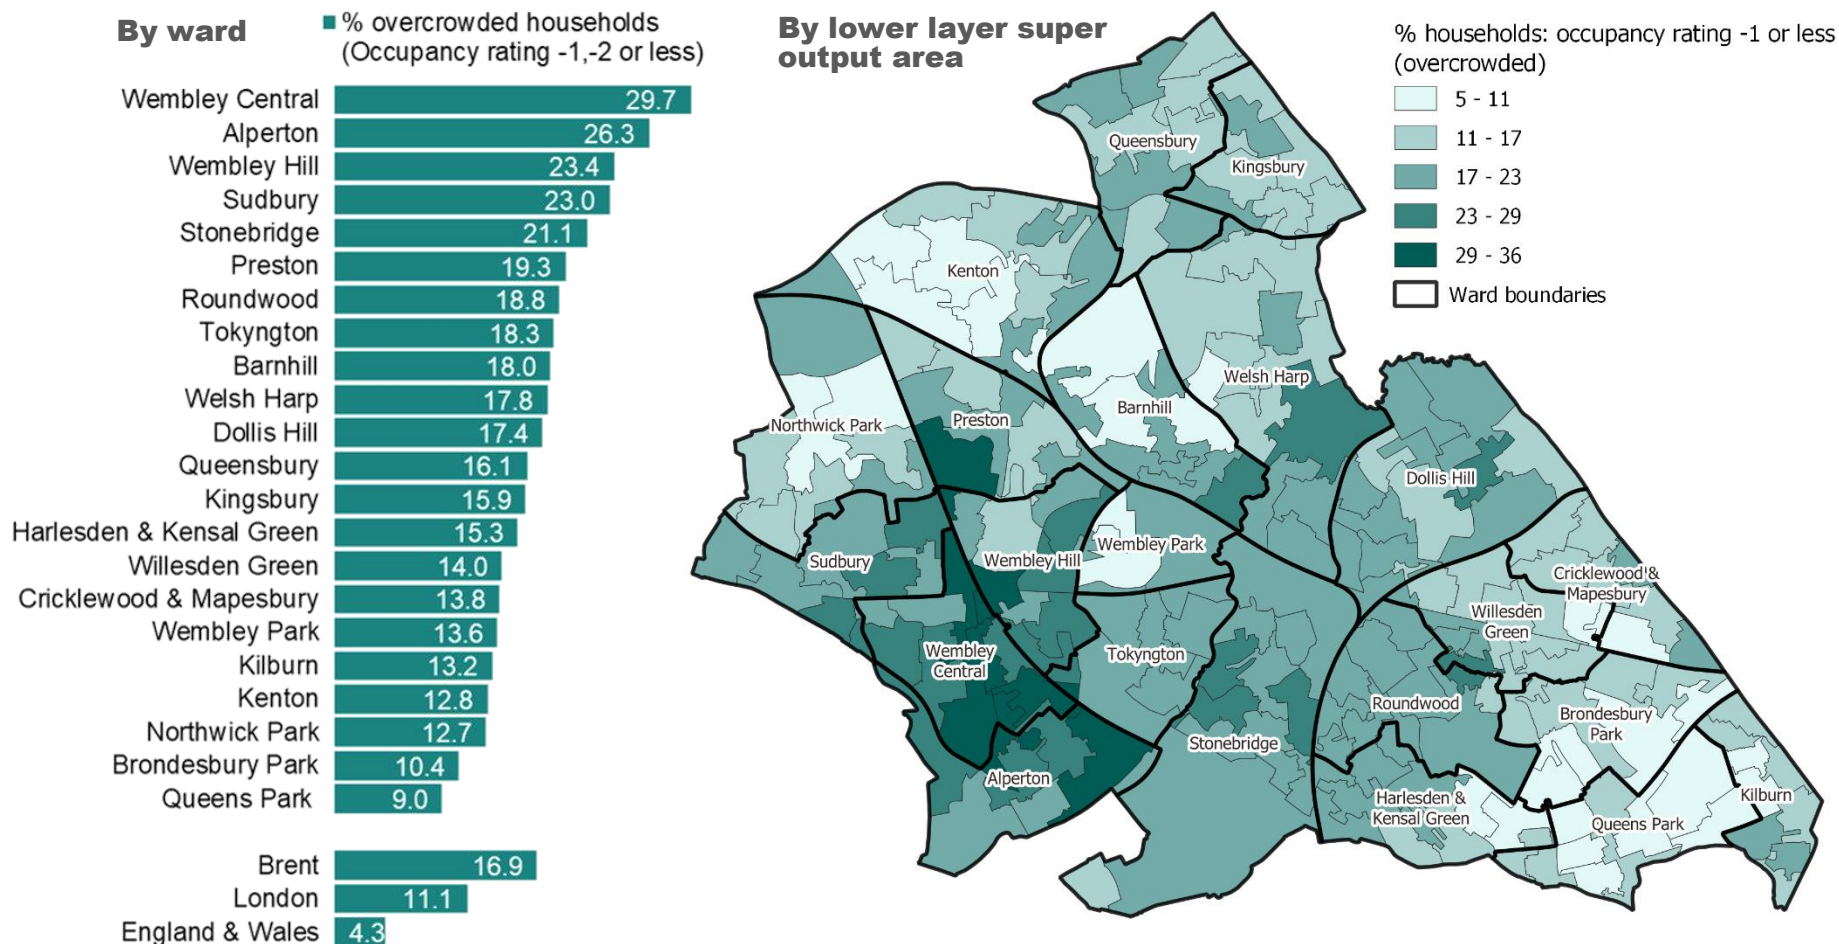 By ward
% overcrowded households
(Occupancy rating -1,-2 or less)
Wembley Central 29.7
Alperton 26.3
Wembley Hill 23.4
Sudbury 23.0
Stonebridge 21.1
Preston 19.3
Roundwood 18.8
Tokyngton 18.3
Barnhill 18.0
Welsh Harp 17.8
Dollis Hill 17.4
Queensbury 16.1
Kingsbury 15.9
Harlesden & Kensal Green 15.3
Willesden Green 14.0
Cricklewood & Mapesbury 13.8
Wembley Park 13.6
Kilburn 13.2
Kenton 12.8
Northwick Park 12.7
Brondesbury Park 10.4
Queens Park 9.0
Brent 16.9
London 11.1
England & Wales 4.3
By lower layer super
output area
% households: occupancy rating -1 or less
(overcrowded)
5 - 11
11 - 17
17 - 23
23 - 29
29 - 36
Ward boundaries
Queensbury
Kingsbury
Kenton
Welsh Harp
Barnhill
Preston
Northwick Park
Dollis Hill
Wembley Park
Wembley Hill
Sudbury
Cricklewood &
Mapesbury
Willesden
Green
Wembley
Central
Tokyngton
Roundwood
Brondesbury
Park
Stonebridge
Alperton
Harlesden &
Kensal Green
Queens Park
Kilburn